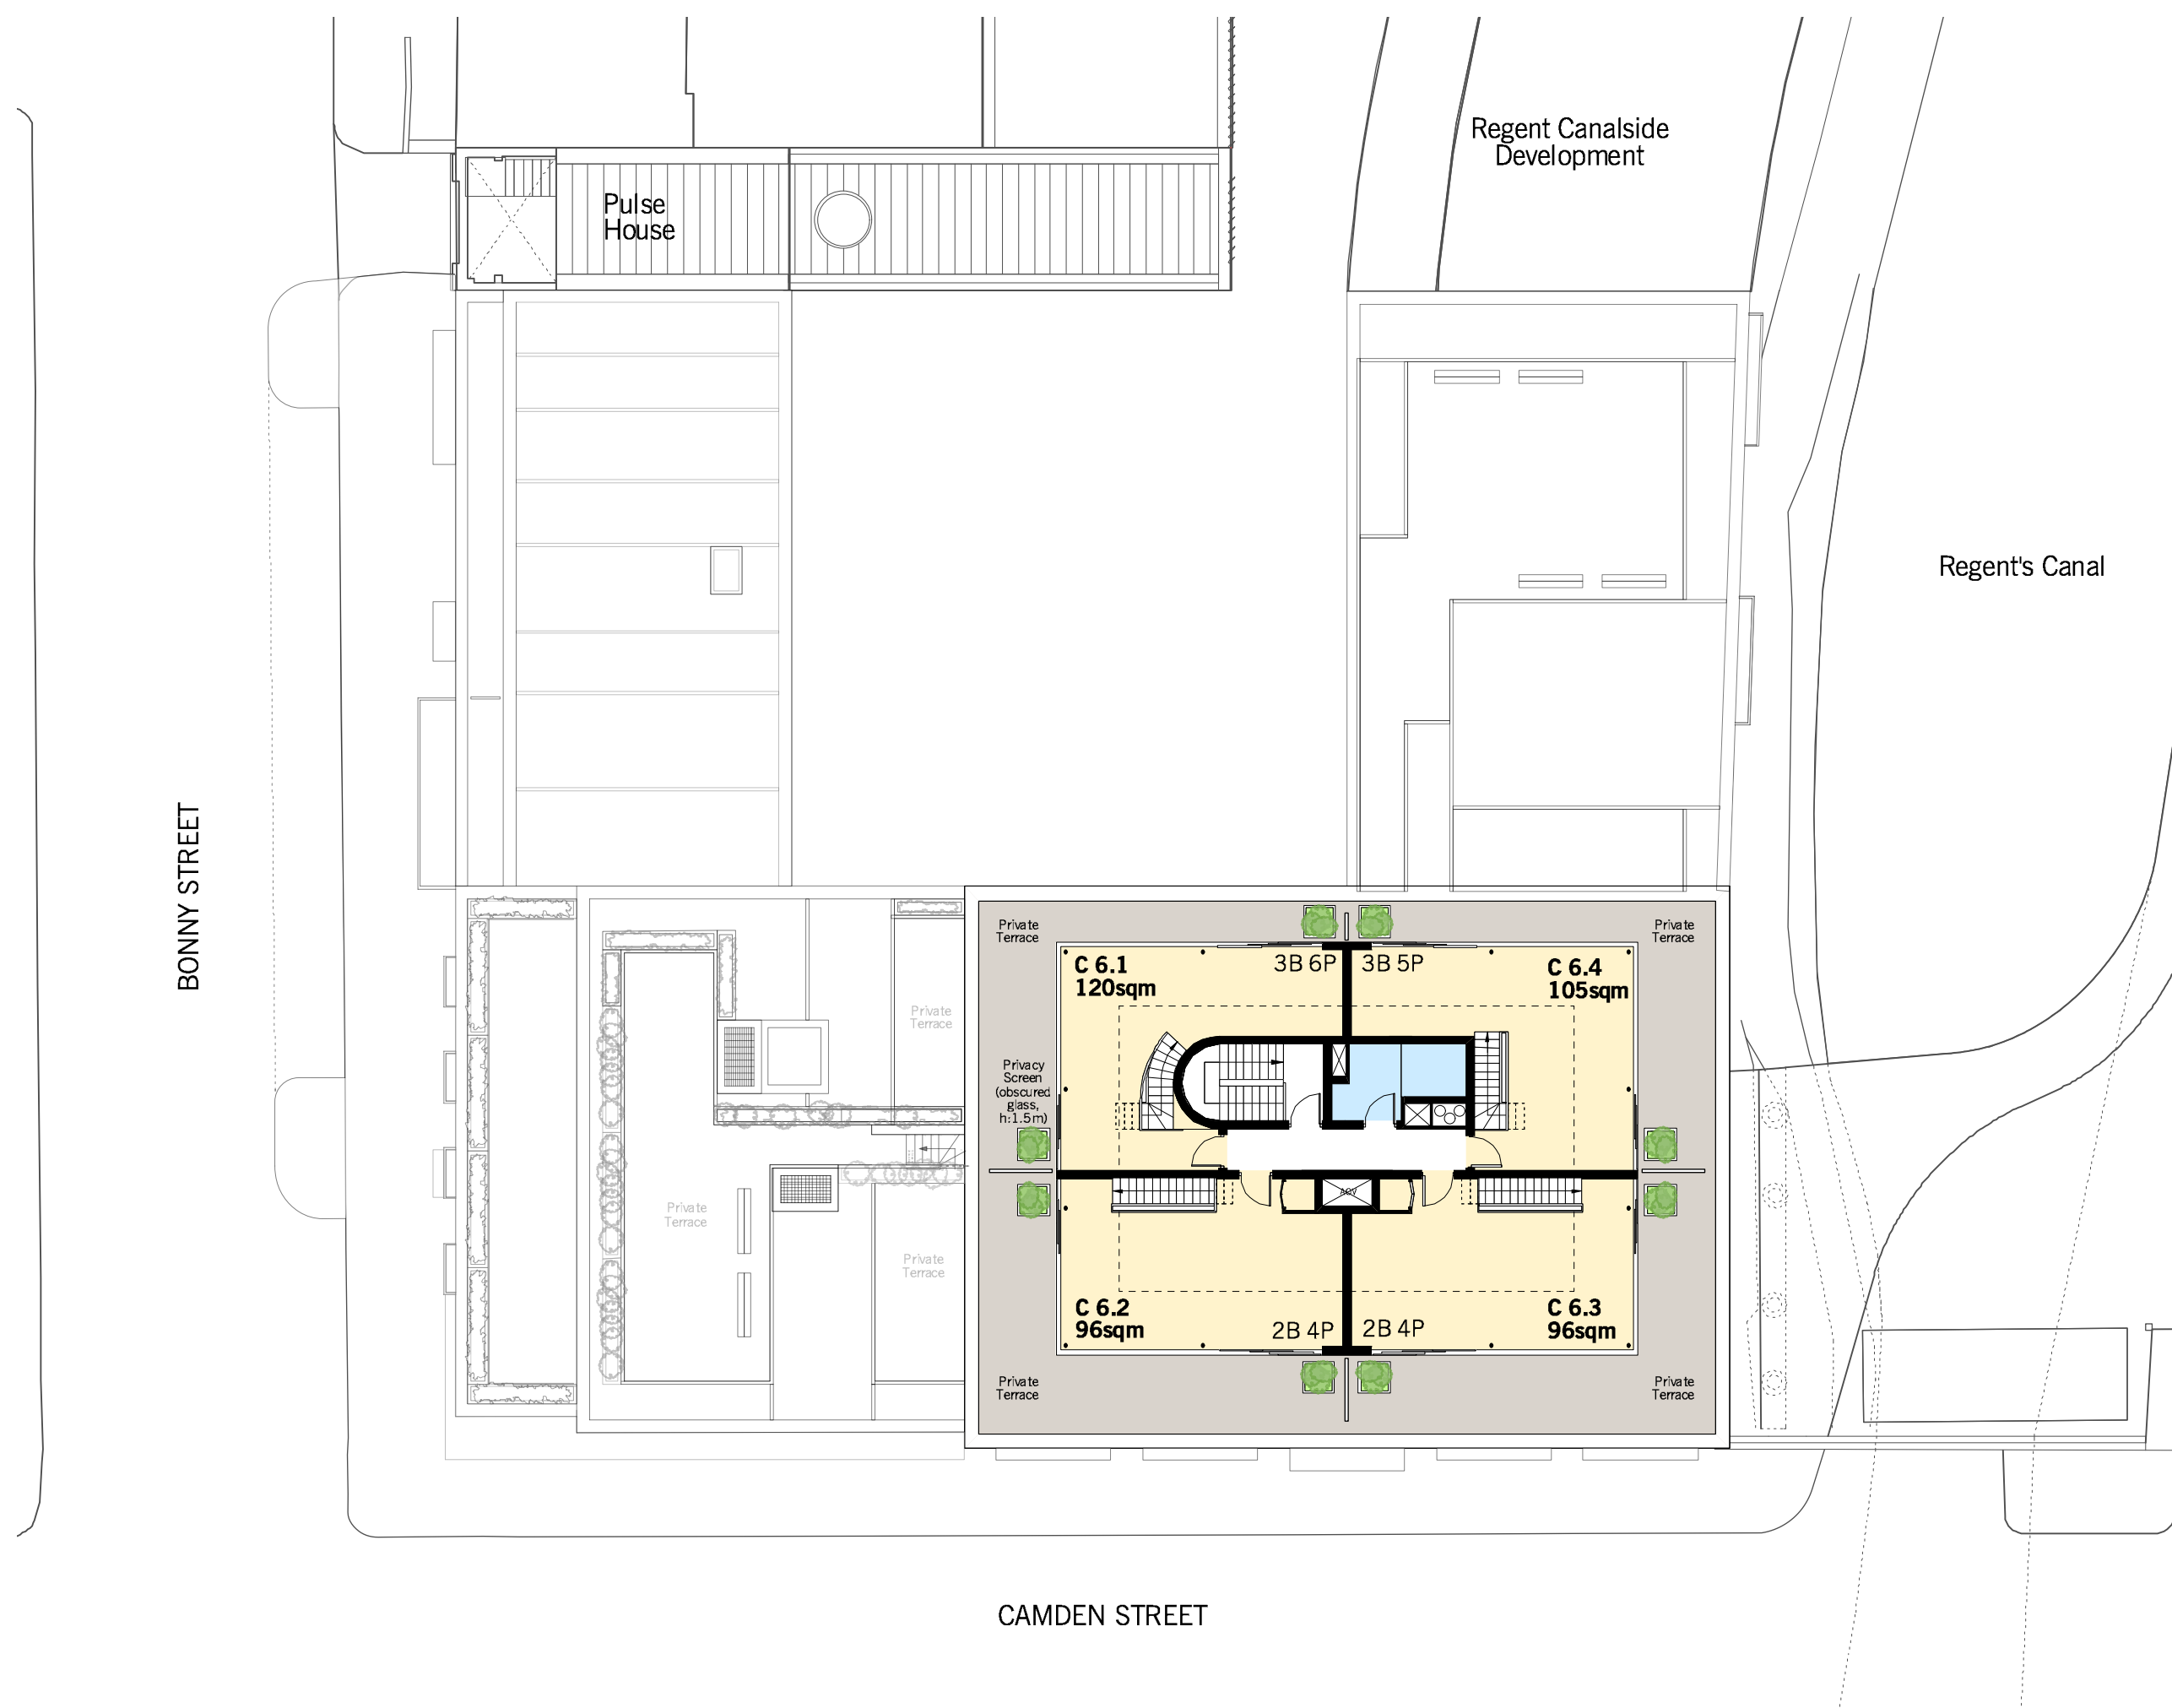 Regent Canalside
Development
Pulse
House
Regent's Canal
BONNY STREET
Private
Terrace
Private
Terrace
C 6.1
120sqm
3B 6P
3B 5P
C 6.4
105sqm
Private
Terrace
Privacy
Screen
(obscured
glass,
h:1.5m)
AOV
Private
Terrace
Private
Terrace
C 6.2
96sqm
2B 4P
2B 4P
C 6.3
96sqm
Private
Terrace
Private
Terrace
CAMDEN STREET